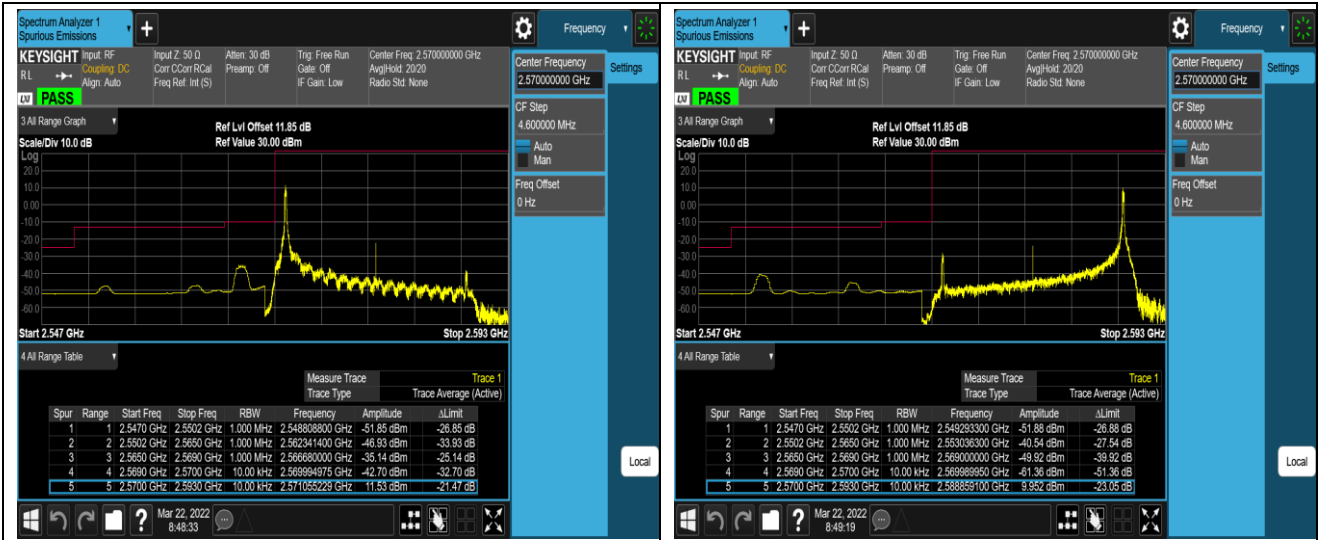 Spectrum Analyzer 1
Spurious Emissions
KEYSIGHT Input: RF
RL
Coupling: DC
Align: Auto
Input Z: 50 Ω
Corr CCorr RCal
Freq Ref: Int (S)
Atten: 30 dB
Preamp: Off
Trig: Free Run
Gate: Off
IF Gain: Low
Center Freq: 2.570000000 GHz
Avg|Hold: 20/20
Radio Std: None
LXI PASS
3 All Range Graph
Ref Lvl Offset 11.85 dB
Scale/Div 10.0 dB Ref Value 30.00 dBm
Log
20.0
10.0
0.00
-10.0
-20.0
-30.0
-40.0
-50.0
-60.0
Start 2.547 GHz Stop 2.593 GHz
4 All Range Table
Measure Trace Trace 1
Trace Type Trace Average (Active)
Spur Range Start Freq Stop Freq RBW Frequency Amplitude ΔLimit
1 1 2.5470 GHz 2.5502 GHz 1.000 MHz 2.548808800 GHz -51.85 dBm -26.85 dB
2 2 2.5502 GHz 2.5650 GHz 1.000 MHz 2.562341400 GHz -46.93 dBm -33.93 dB
3 3 2.5650 GHz 2.5690 GHz 1.000 MHz 2.566680000 GHz -35.14 dBm -25.14 dB
4 4 2.5690 GHz 2.5700 GHz 10.00 kHz 2.569994975 GHz -42.70 dBm -32.70 dB
5 5 2.5700 GHz 2.5930 GHz 10.00 kHz 2.571055229 GHz 11.53 dBm -21.47 dB
Mar 22, 2022
8:48:33
Frequency
Center Frequency
2.570000000 GHz
Settings
CF Step
4.600000 MHz
Auto
Man
Freq Offset
0 Hz
Local
Spectrum Analyzer 1
Spurious Emissions
KEYSIGHT Input: RF
RL
Coupling: DC
Align: Auto
Input Z: 50 Ω
Corr CCorr RCal
Freq Ref: Int (S)
Atten: 30 dB
Preamp: Off
Trig: Free Run
Gate: Off
IF Gain: Low
Center Freq: 2.570000000 GHz
Avg|Hold: 20/20
Radio Std: None
LXI PASS
3 All Range Graph
Ref Lvl Offset 11.85 dB
Scale/Div 10.0 dB Ref Value 30.00 dBm
Log
20.0
10.0
0.00
-10.0
-20.0
-30.0
-40.0
-50.0
-60.0
Start 2.547 GHz Stop 2.593 GHz
4 All Range Table
Measure Trace Trace 1
Trace Type Trace Average (Active)
Spur Range Start Freq Stop Freq RBW Frequency Amplitude ΔLimit
1 1 2.5470 GHz 2.5502 GHz 1.000 MHz 2.549293300 GHz -51.88 dBm -26.88 dB
2 2 2.5502 GHz 2.5650 GHz 1.000 MHz 2.553036300 GHz -40.54 dBm -27.54 dB
3 3 2.5650 GHz 2.5690 GHz 1.000 MHz 2.569000000 GHz -49.92 dBm -39.92 dB
4 4 2.5690 GHz 2.5700 GHz 10.00 kHz 2.569989950 GHz -61.36 dBm -51.36 dB
5 5 2.5700 GHz 2.5930 GHz 10.00 kHz 2.588859100 GHz 9.952 dBm -23.05 dB
Mar 22, 2022
8:49:19
Frequency
Center Frequency
2.570000000 GHz
Settings
CF Step
4.600000 MHz
Auto
Man
Freq Offset
0 Hz
Local